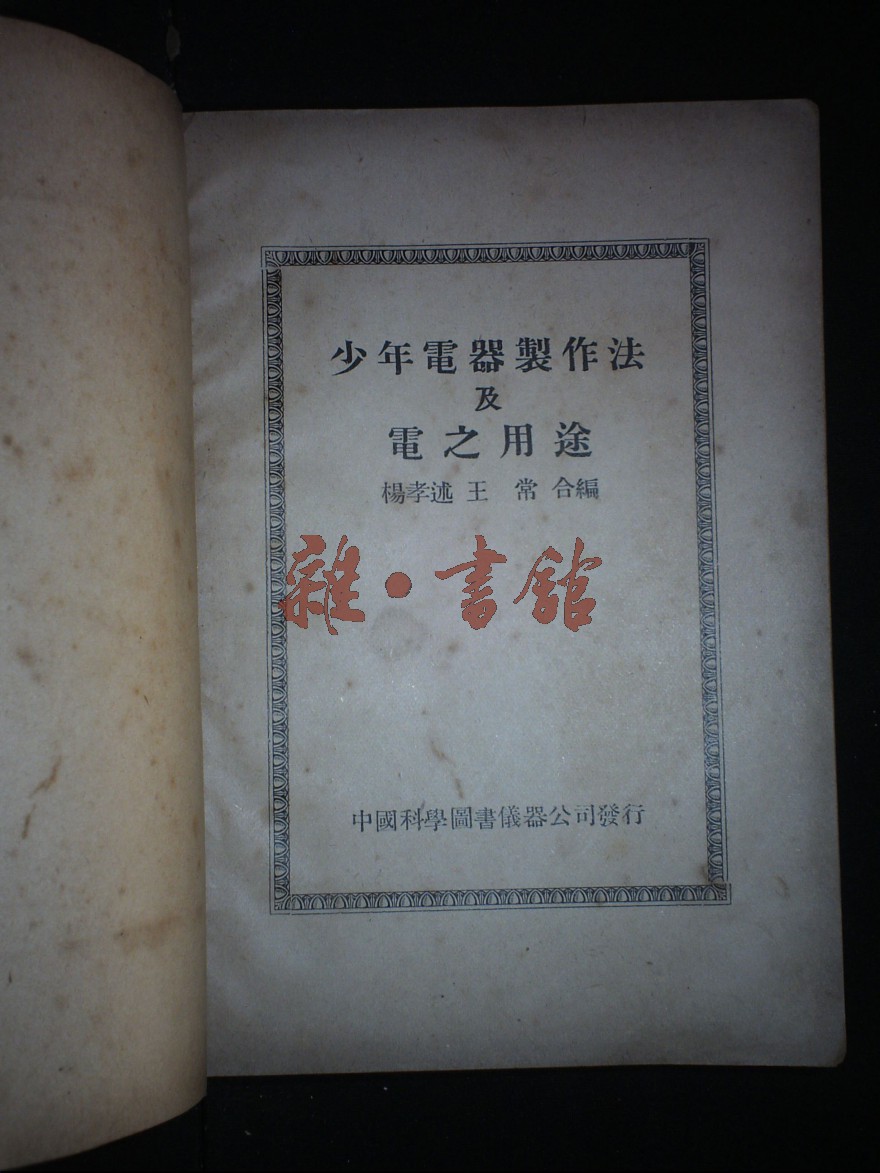 少年電器製作法
及
電之用途
楊孝述 王 常 合編
雜·書舘
中國科學圖書儀器公司發行